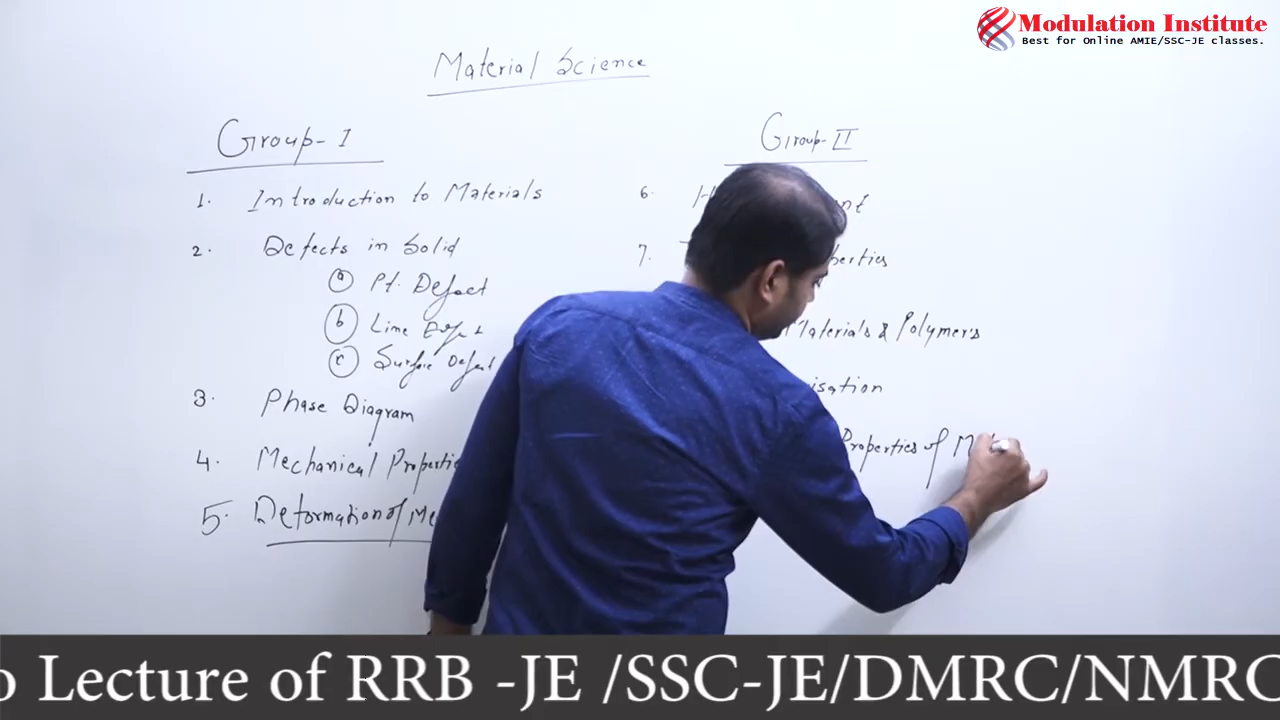 Modulation Institute
Best for Online AMIE/SSC-JE classes.
Material Science
Group-I
1. Introduction to Materials
2. Defects in Solid
a Pt. Defect
b Line Defect
c Surface Defect
3. Phase Diagram
4. Mechanical Properti
5. Deformation of Me
Group-II
6.
7.
Materials & Polymers
Properties of M
Lecture of RRB -JE /SSC-JE/DMRC/NMRC